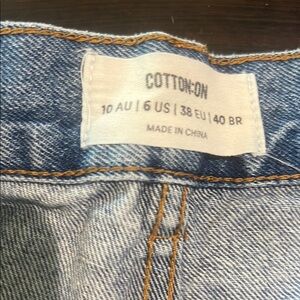 COTTON:ON
10 AU | 6 US | 38 EU | 40 BR
MADE IN CHINA